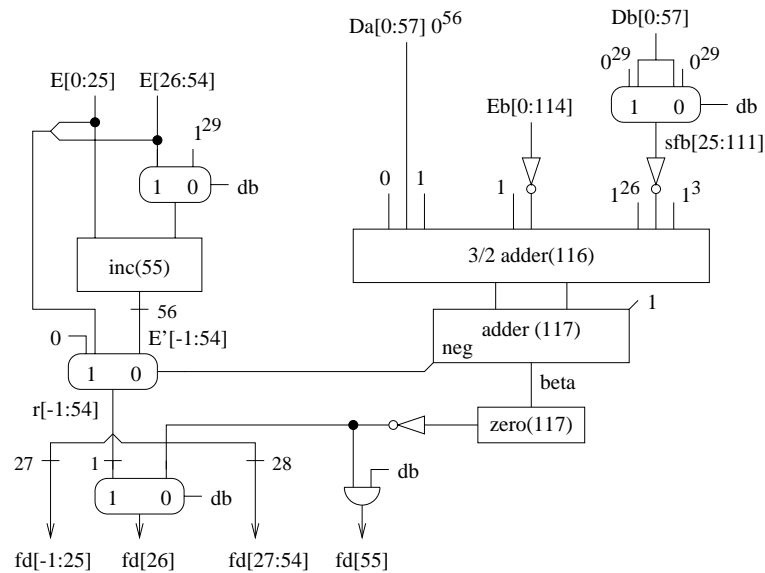 Da[0:57] 0^56
Db[0:57]
0^29
0^29
E[0:25]
E[26:54]
1 0
db
Eb[0:114]
1^29
sfb[25:111]
1 0
db
0
1
1
1^26
1^3
inc(55)
3/2 adder(116)
56
1
0
E'[-1:54]
adder (117)
neg
1 0
beta
r[-1:54]
zero(117)
27
1
28
db
1 0
db
fd[-1:25]
fd[26]
fd[27:54]
fd[55]